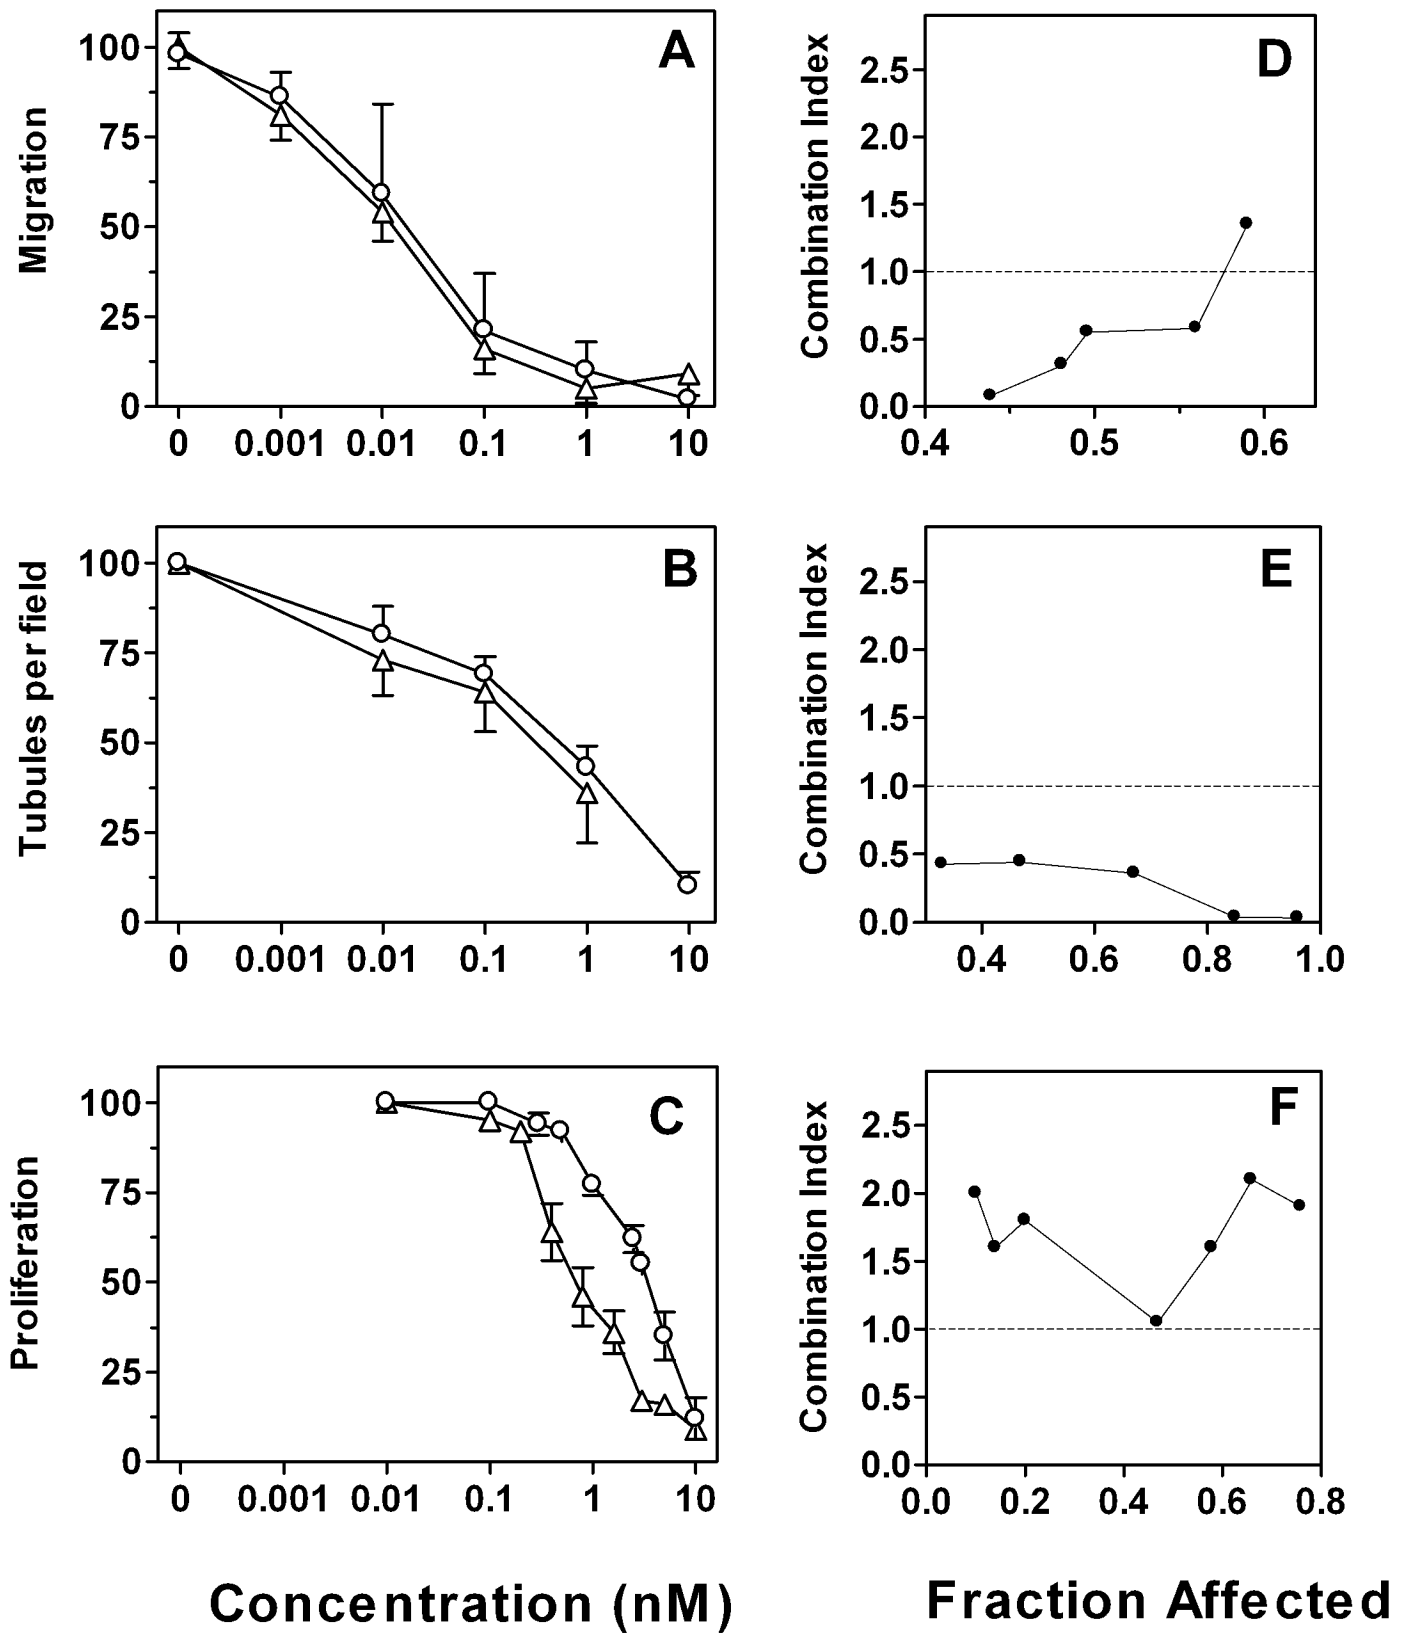 A
Migration
100
75
50
25
0
0 0.001 0.01 0.1 1 10
D
Combination Index
2.5
2.0
1.5
1.0
0.5
0.0
0.4 0.5 0.6
B
Tubules per field
100
75
50
25
0
0 0.001 0.01 0.1 1 10
E
Combination Index
2.5
2.0
1.5
1.0
0.5
0.0
0.4 0.6 0.8 1.0
C
Proliferation
100
75
50
25
0
0 0.001 0.01 0.1 1 10
F
Combination Index
2.5
2.0
1.5
1.0
0.5
0.0
0.0 0.2 0.4 0.6 0.8
Concentration (nM)
Fraction Affected